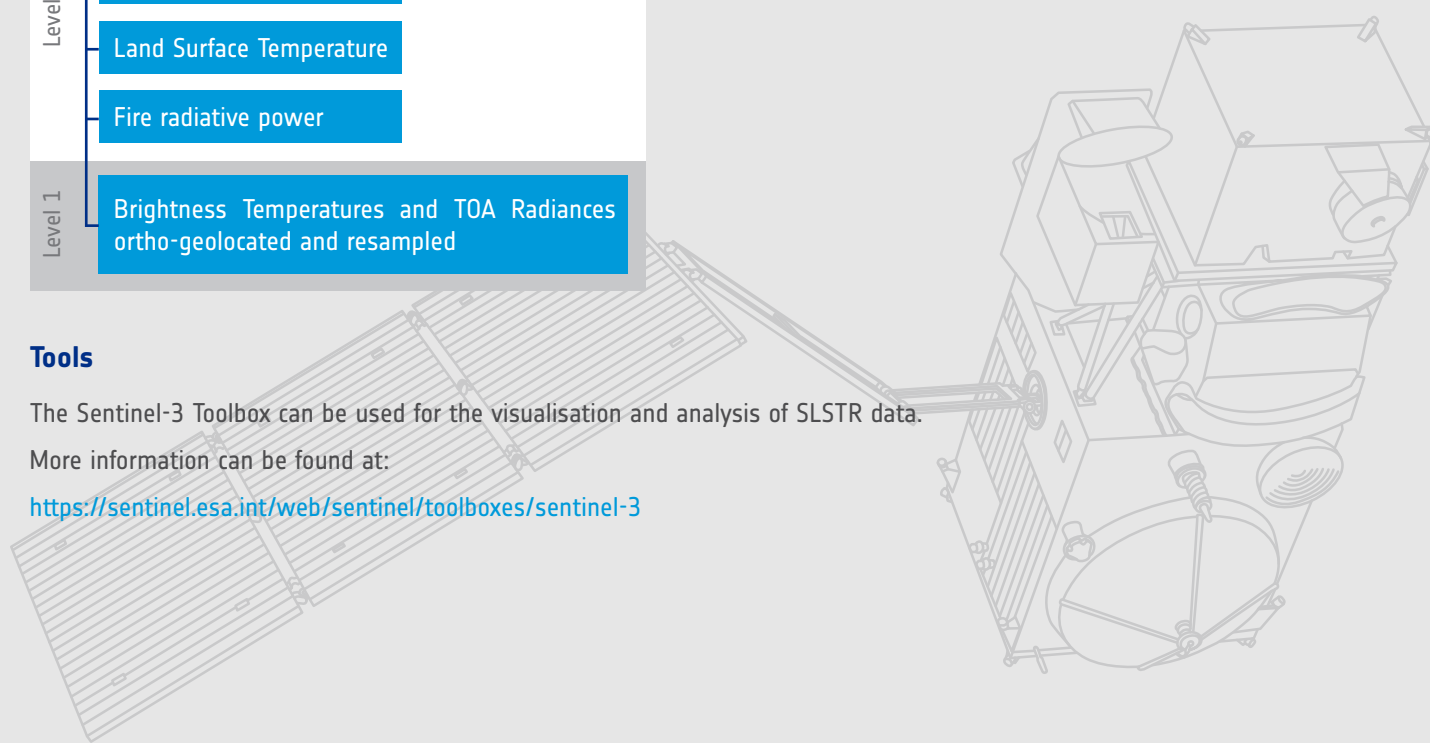 Level
Land Surface Temperature
Fire radiative power
Level 1
Brightness Temperatures and TOA Radiances
ortho-geolocated and resampled
Tools
The Sentinel-3 Toolbox can be used for the visualisation and analysis of SLSTR data.
More information can be found at:
https://sentinel.esa.int/web/sentinel/toolboxes/sentinel-3